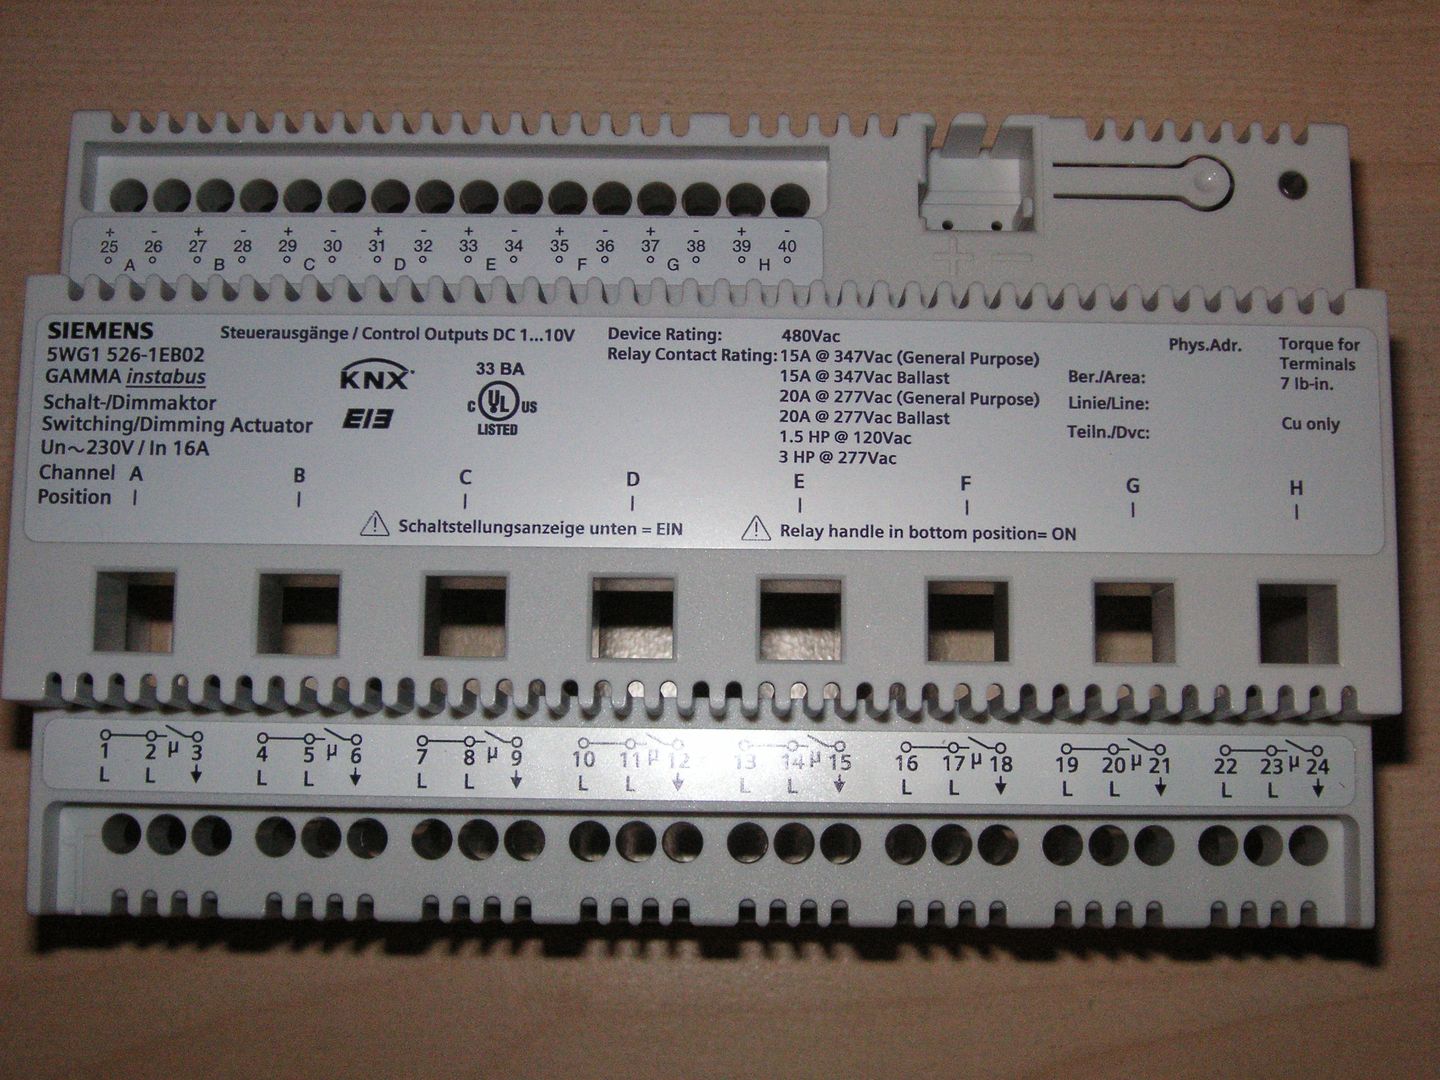 + - + - + - + - + - + - + - + -
25 26 27 28 29 30 31 32 33 34 35 36 37 38 39 40
A B C D E F G H
+ -
SIEMENS
5WG1 526-1EB02
GAMMA instabus
Schalt-/Dimmaktor
Switching/Dimming Actuator
Un~230V / In 16A
Steuerausgänge / Control Outputs DC 1...10V
KNX
EIB
33 BA
C UL US
LISTED
Device Rating: 480Vac
Relay Contact Rating: 15A @ 347Vac (General Purpose)
15A @ 347Vac Ballast
20A @ 277Vac (General Purpose)
20A @ 277Vac Ballast
1.5 HP @ 120Vac
3 HP @ 277Vac
Phys.Adr.
Ber./Area:
Linie/Line:
Teiln./Dvc:
Torque for
Terminals
7 lb-in.
Cu only
Channel A B C D E F G H
Position | | | | | | | |
Schaltstellungsanzeige unten = EIN
Relay handle in bottom position= ON
1 2 µ 3 4 5 µ 6 7 8 µ 9 10 11 µ 12 13 14 µ 15 16 17 µ 18 19 20 µ 21 22 23 µ 24
L L ↓ L L ↓ L L ↓ L L ↓ L L ↓ L L ↓ L L ↓ L L ↓